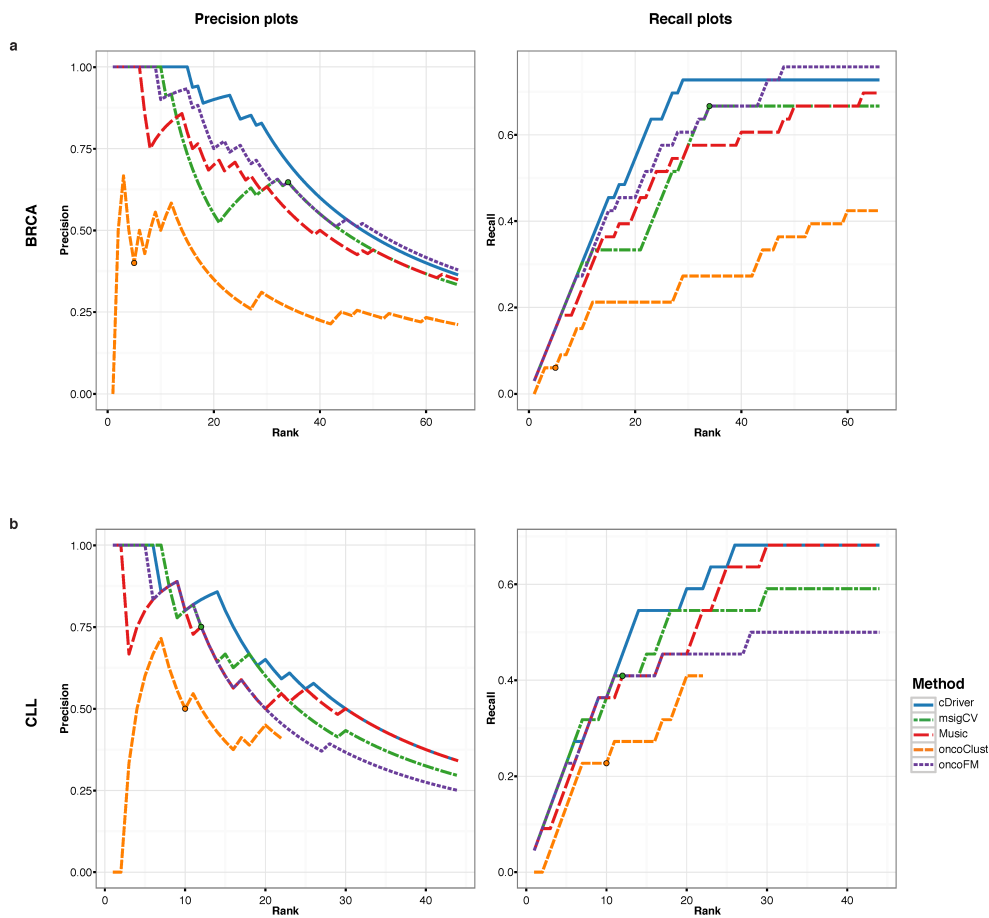 Precision plots
Recall plots
a
BRCA
Precision
1.00
0.75
0.50
0.25
0.00
0
20
40
60
Rank
Recall
0.6
0.4
0.2
0.0
0
20
40
60
Rank
b
CLL
Precision
1.00
0.75
0.50
0.25
0.00
0
10
20
30
40
Rank
Recall
0.6
0.4
0.2
0.0
0
10
20
30
40
Rank
Method
cDriver
msigCV
Music
oncoClust
oncoFM